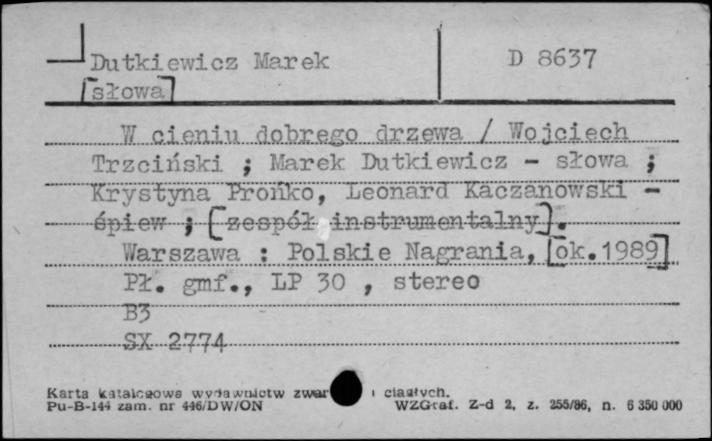 Dutkiewicz Marek
D 8637
[słowa]
W cieniu dobrego drzewa / Wojciech
Trzciński ; Marek Dutkiewicz - słowa ;
Krystyna Prońko, Leonard Kaczanowski -
śpiew ; [zespół instrumentalny].
Warszawa : Polskie Nagrania, [ok.1989]
Pł. gmf., LP 30 , stereo
B3
SX 2774
Karta katalogowa wydawnictw zwar i ciągłych.
Pu-B-144 zam. nr 446/DW/ON
WZGraf. Z-d 2, z. 255/86, n. 6 350 000